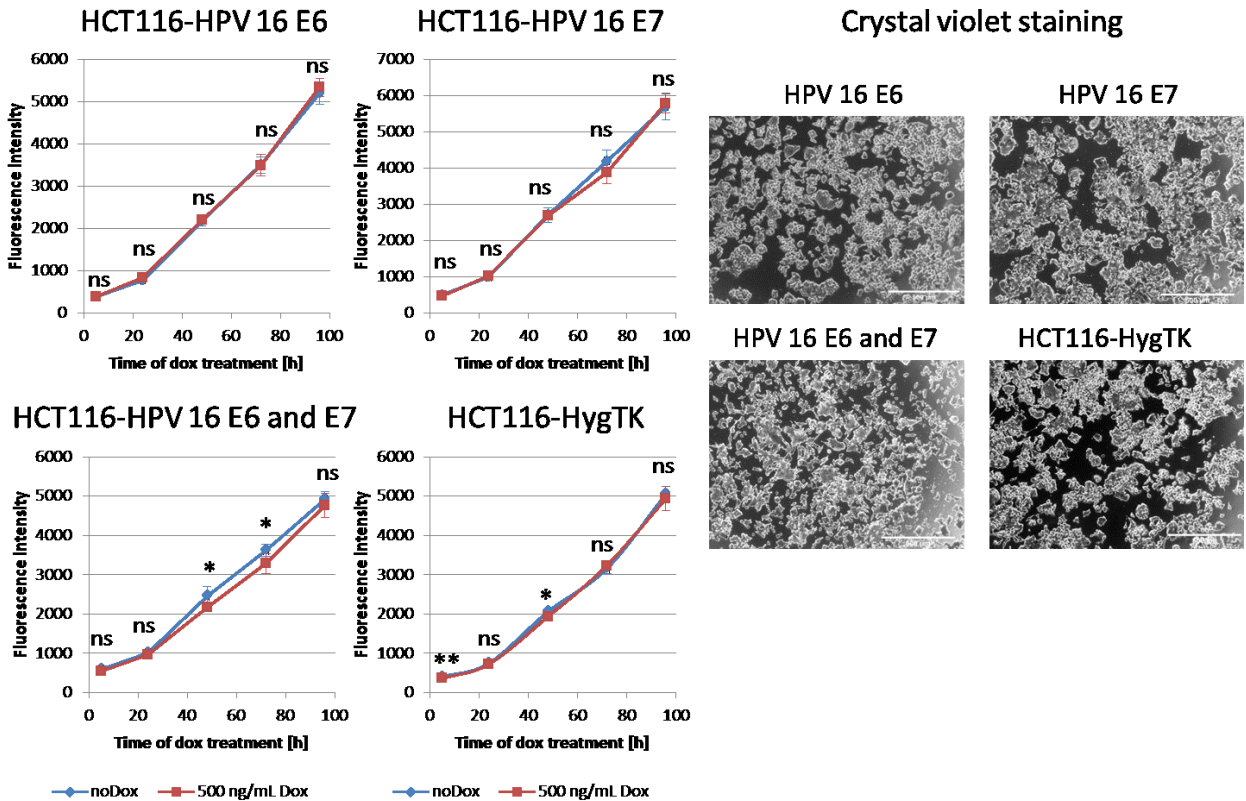 HCT116-HPV 16 E6
6000
5000
4000
3000
2000
1000
0
0 20 40 60 80 100
Fluorescence Intensity
Time of dox treatment [h]
ns
ns
ns
ns
ns
HCT116-HPV 16 E7
7000
6000
5000
4000
3000
2000
1000
0
0 20 40 60 80 100
Fluorescence Intensity
Time of dox treatment [h]
ns
ns
ns
ns
ns
Crystal violet staining
HPV 16 E6
HPV 16 E7
HPV 16 E6 and E7
HCT116-HygTK
HCT116-HPV 16 E6 and E7
6000
5000
4000
3000
2000
1000
0
0 20 40 60 80 100
Fluorescence Intensity
Time of dox treatment [h]
ns
ns
*
*
ns
noDox 500 ng/mL Dox
HCT116-HygTK
6000
5000
4000
3000
2000
1000
0
0 20 40 60 80 100
Fluorescence Intensity
Time of dox treatment [h]
**
ns
*
ns
ns
noDox 500 ng/mL Dox